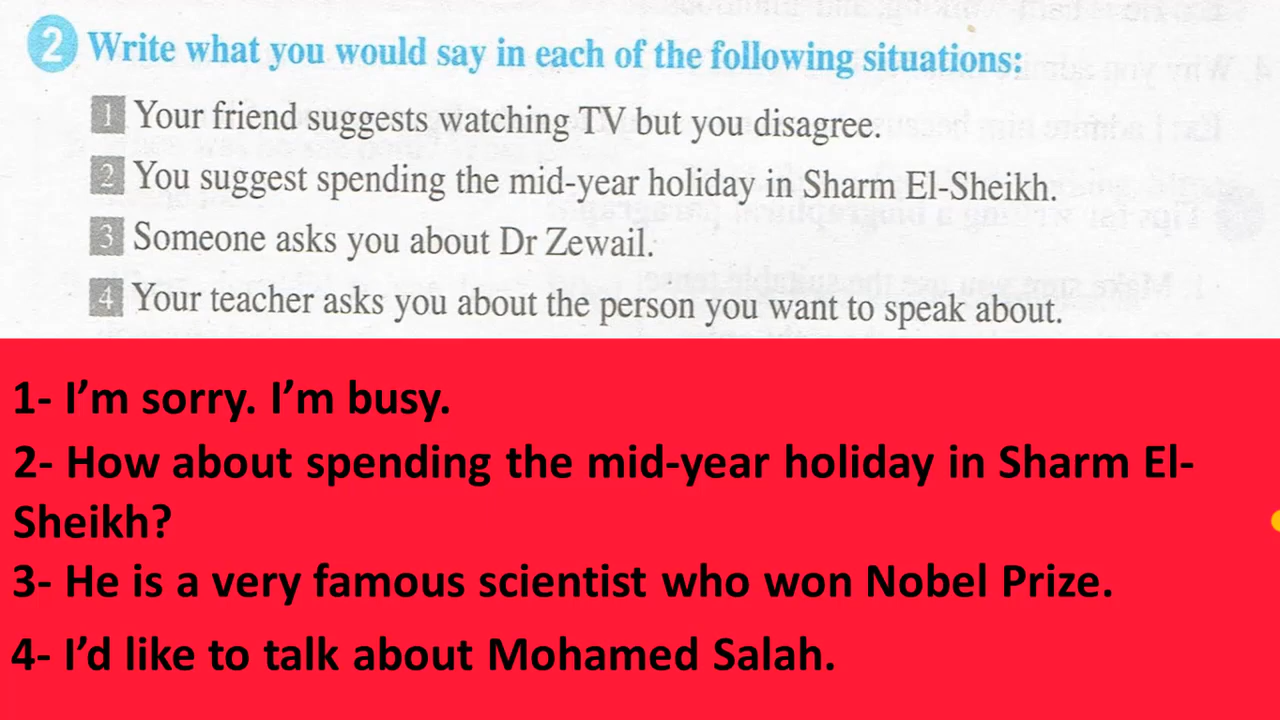 2 Write what you would say in each of the following situations:
1 Your friend suggests watching TV but you disagree.
2 You suggest spending the mid-year holiday in Sharm El-Sheikh.
3 Someone asks you about Dr Zewail.
4 Your teacher asks you about the person you want to speak about.
1- I’m sorry. I’m busy.
2- How about spending the mid-year holiday in Sharm El-
Sheikh?
3- He is a very famous scientist who won Nobel Prize.
4- I’d like to talk about Mohamed Salah.